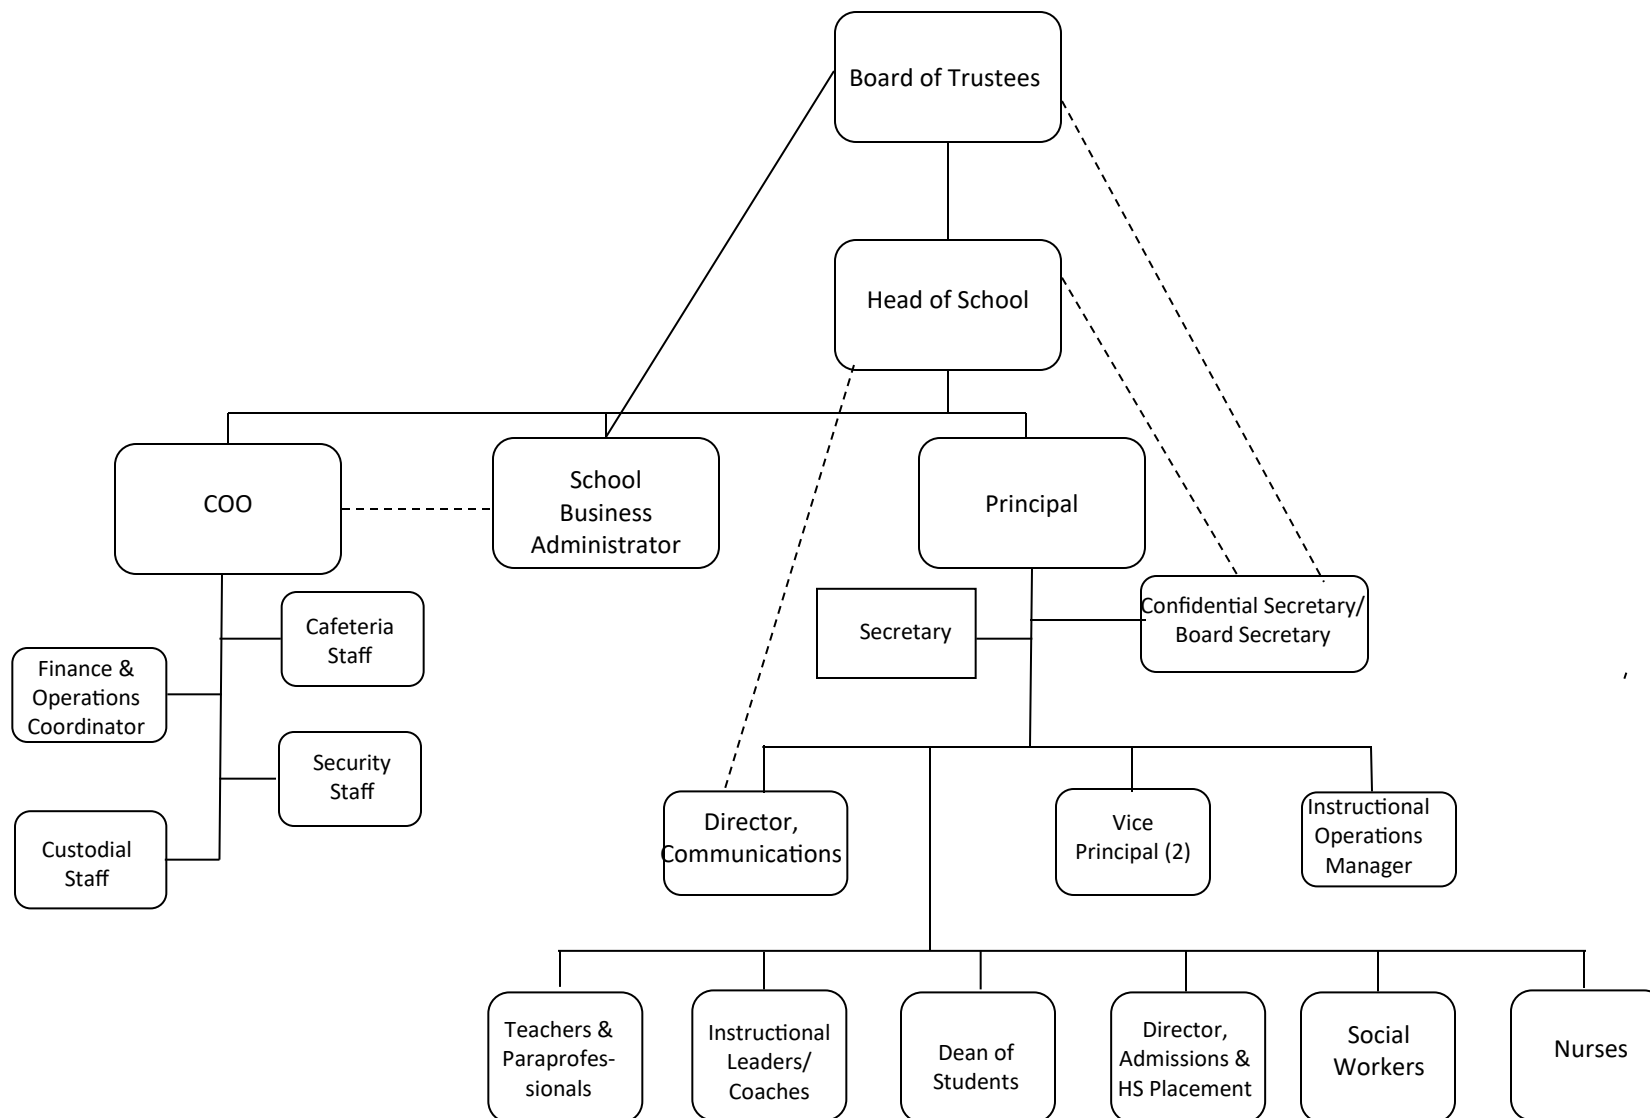 Board of Trustees
Head of School
COO
School
Business
Administrator
Principal
Secretary
Confidential Secretary/
Board Secretary
Cafeteria
Staff
Finance &
Operations
Coordinator
Security
Staff
Custodial
Staff
Director,
Communications
Vice
Principal (2)
Instructional
Operations
Manager
Teachers &
Paraprofes-
sionals
Instructional
Leaders/
Coaches
Dean of
Students
Director,
Admissions &
HS Placement
Social
Workers
Nurses